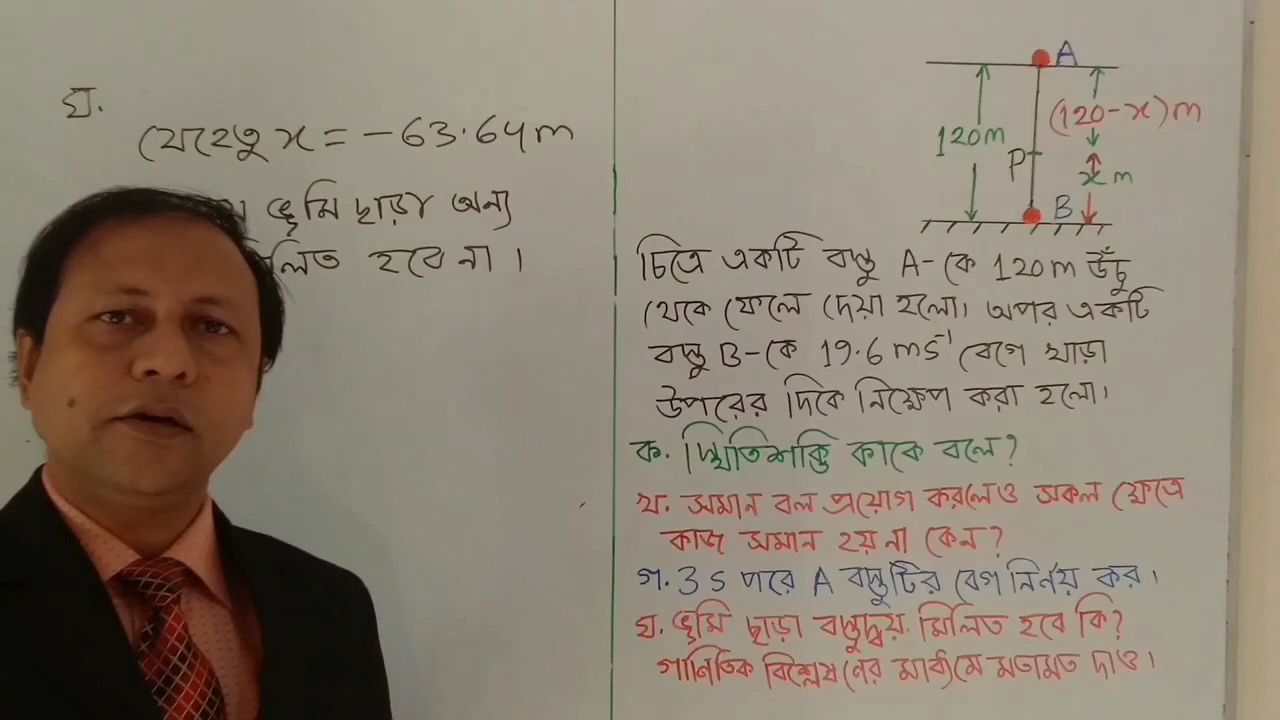 ঘ.
যেহেতু x = −63.64m
ভূমি ছাড়া অন্য
মিলিত হবে না।
A
(120-x)m
120m
P
x m
B
চিত্রে একটি বস্তু A-কে 120m উঁচু
থেকে ফেলে দেয়া হলো। অপর একটি
বস্তু B-কে 19.6 ms⁻¹ বেগে খাড়া
উপরের দিকে নিক্ষেপ করা হলো।
ক. স্থিতিশক্তি কাকে বলে?
খ. সমান বল প্রয়োগ করলেও সকল ক্ষেত্রে
কাজ সমান হয় না কেন?
গ. 3 s পরে A বস্তুটির বেগ নির্ণয় কর।
ঘ. ভূমি ছাড়া বস্তুদ্বয় মিলিত হবে কি?
গানিতিক বিশ্লেষনের মাধ্যমে মতামত দাও।